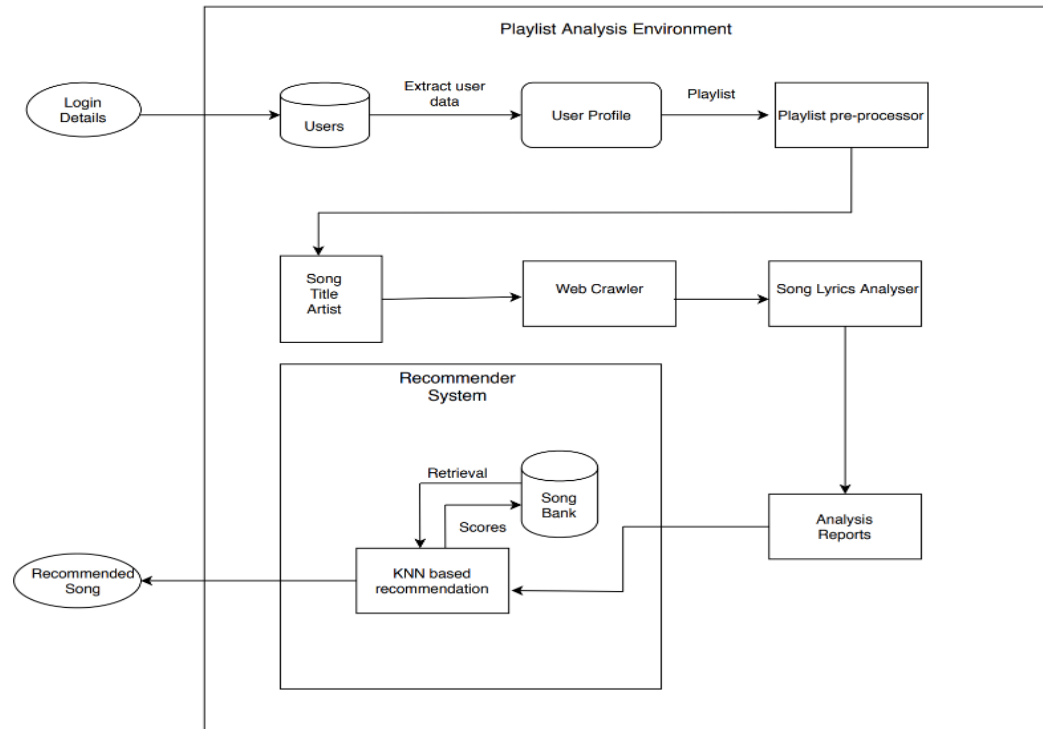 Playlist Analysis Environment
Login
Details
Users
Extract user
data
User Profile
Playlist
Playlist pre-processor
Song
Title
Artist
Web Crawler
Song Lyrics Analyser
Recommender
System
Retrieval
Song
Bank
Scores
Analysis
Reports
KNN based
recommendation
Recommended
Song